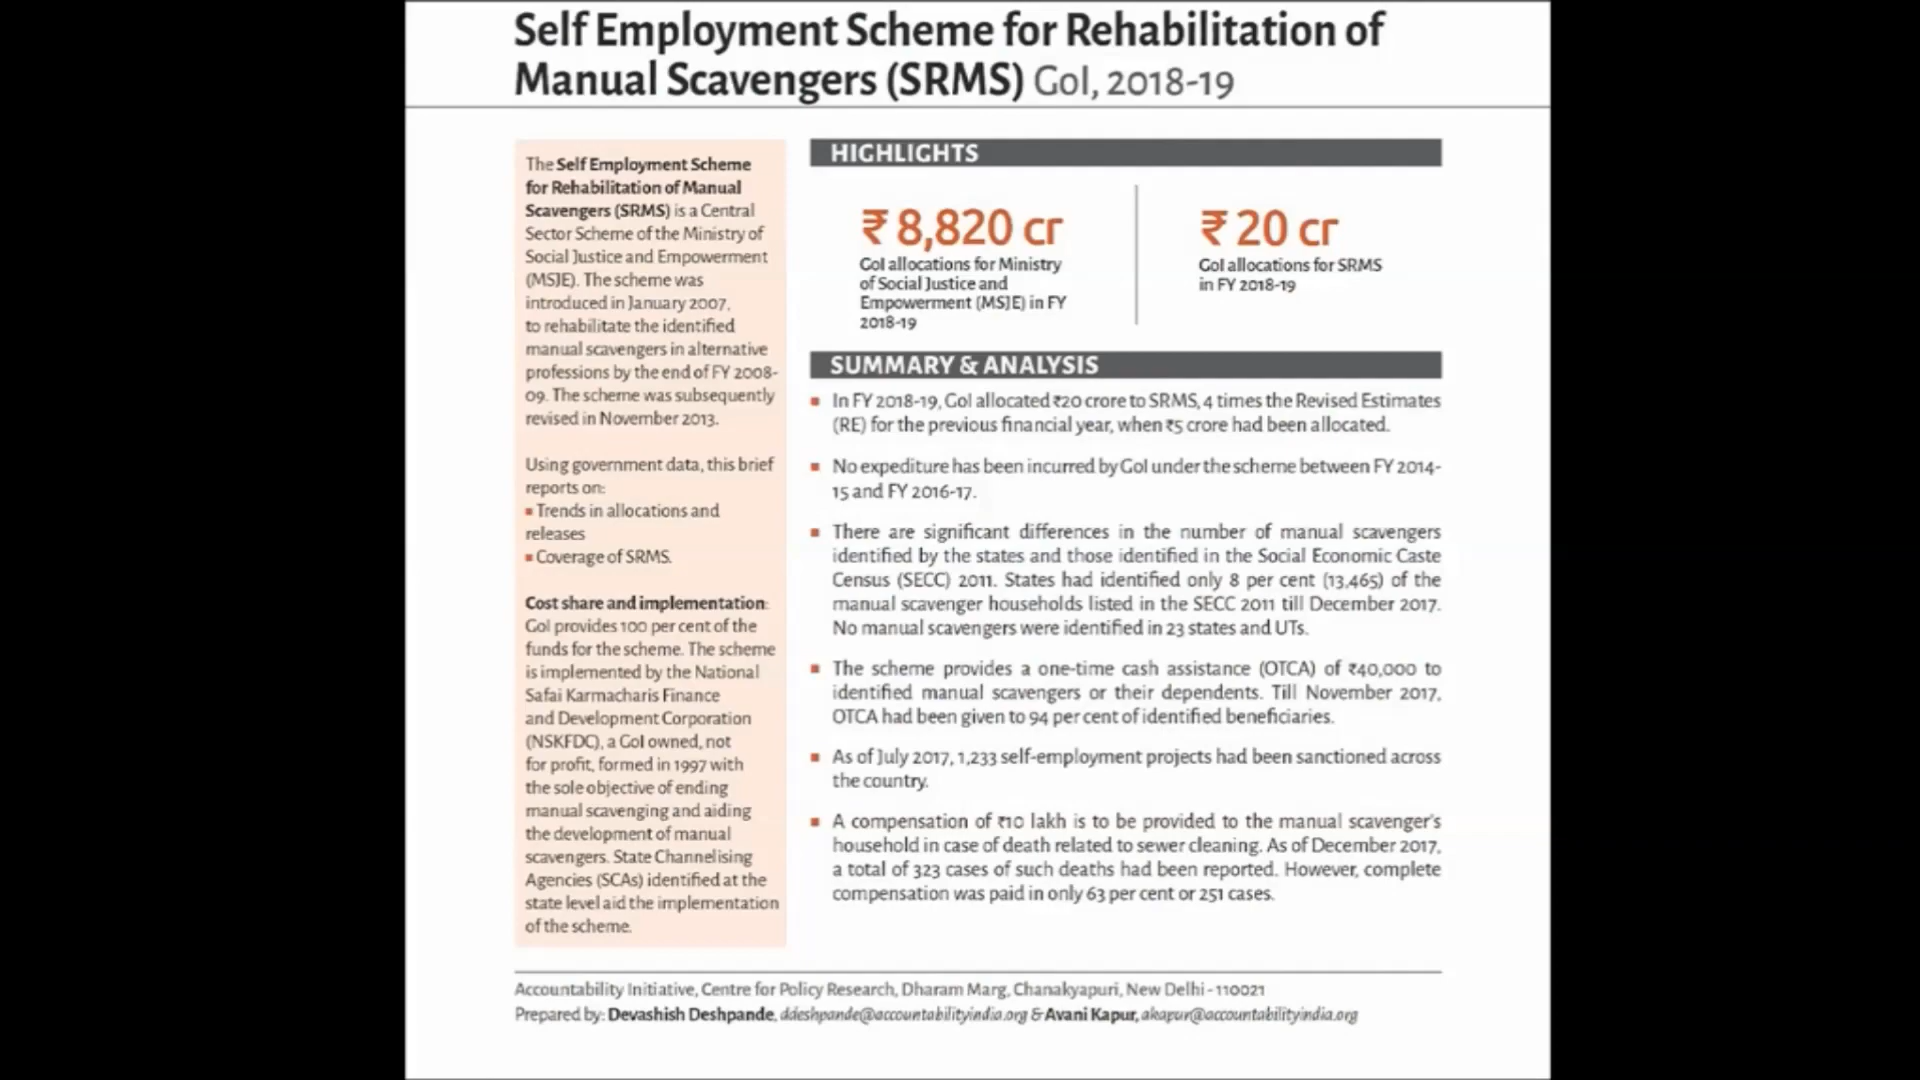 Self Employment Scheme for Rehabilitation of
Manual Scavengers (SRMS) GoI, 2018-19
The Self Employment Scheme
for Rehabilitation of Manual
Scavengers (SRMS) is a Central
Sector Scheme of the Ministry of
Social Justice and Empowerment
(MSJE). The scheme was
introduced in January 2007,
to rehabilitate the identified
manual scavengers in alternative
professions by the end of FY 2008-
09. The scheme was subsequently
revised in November 2013.
Using government data, this brief
reports on:
▪ Trends in allocations and
releases
▪ Coverage of SRMS.
Cost share and implementation:
GoI provides 100 per cent of the
funds for the scheme. The scheme
is implemented by the National
Safai Karmacharis Finance
and Development Corporation
(NSKFDC), a GoI owned, not
for profit, formed in 1997 with
the sole objective of ending
manual scavenging and aiding
the development of manual
scavengers. State Channelising
Agencies (SCAs) identified at the
state level aid the implementation
of the scheme.
HIGHLIGHTS
₹ 8,820 cr
GoI allocations for Ministry
of Social Justice and
Empowerment (MSJE) in FY
2018-19
₹ 20 cr
GoI allocations for SRMS
in FY 2018-19
SUMMARY & ANALYSIS
▪ In FY 2018-19, GoI allocated ₹20 crore to SRMS, 4 times the Revised Estimates
(RE) for the previous financial year, when ₹5 crore had been allocated.
▪ No expediture has been incurred by GoI under the scheme between FY 2014-
15 and FY 2016-17.
▪ There are significant differences in the number of manual scavengers
identified by the states and those identified in the Social Economic Caste
Census (SECC) 2011. States had identified only 8 per cent (13,465) of the
manual scavenger households listed in the SECC 2011 till December 2017.
No manual scavengers were identified in 23 states and UTs.
▪ The scheme provides a one-time cash assistance (OTCA) of ₹40,000 to
identified manual scavengers or their dependents. Till November 2017,
OTCA had been given to 94 per cent of identified beneficiaries.
▪ As of July 2017, 1,233 self-employment projects had been sanctioned across
the country.
▪ A compensation of ₹10 lakh is to be provided to the manual scavenger's
household in case of death related to sewer cleaning. As of December 2017,
a total of 323 cases of such deaths had been reported. However, complete
compensation was paid in only 63 per cent or 251 cases.
Accountability Initiative, Centre for Policy Research, Dharam Marg, Chanakyapuri, New Delhi - 110021
Prepared by: Devashish Deshpande, ddeshpande@accountabilityindia.org & Avani Kapur, akapur@accountabilityindia.org